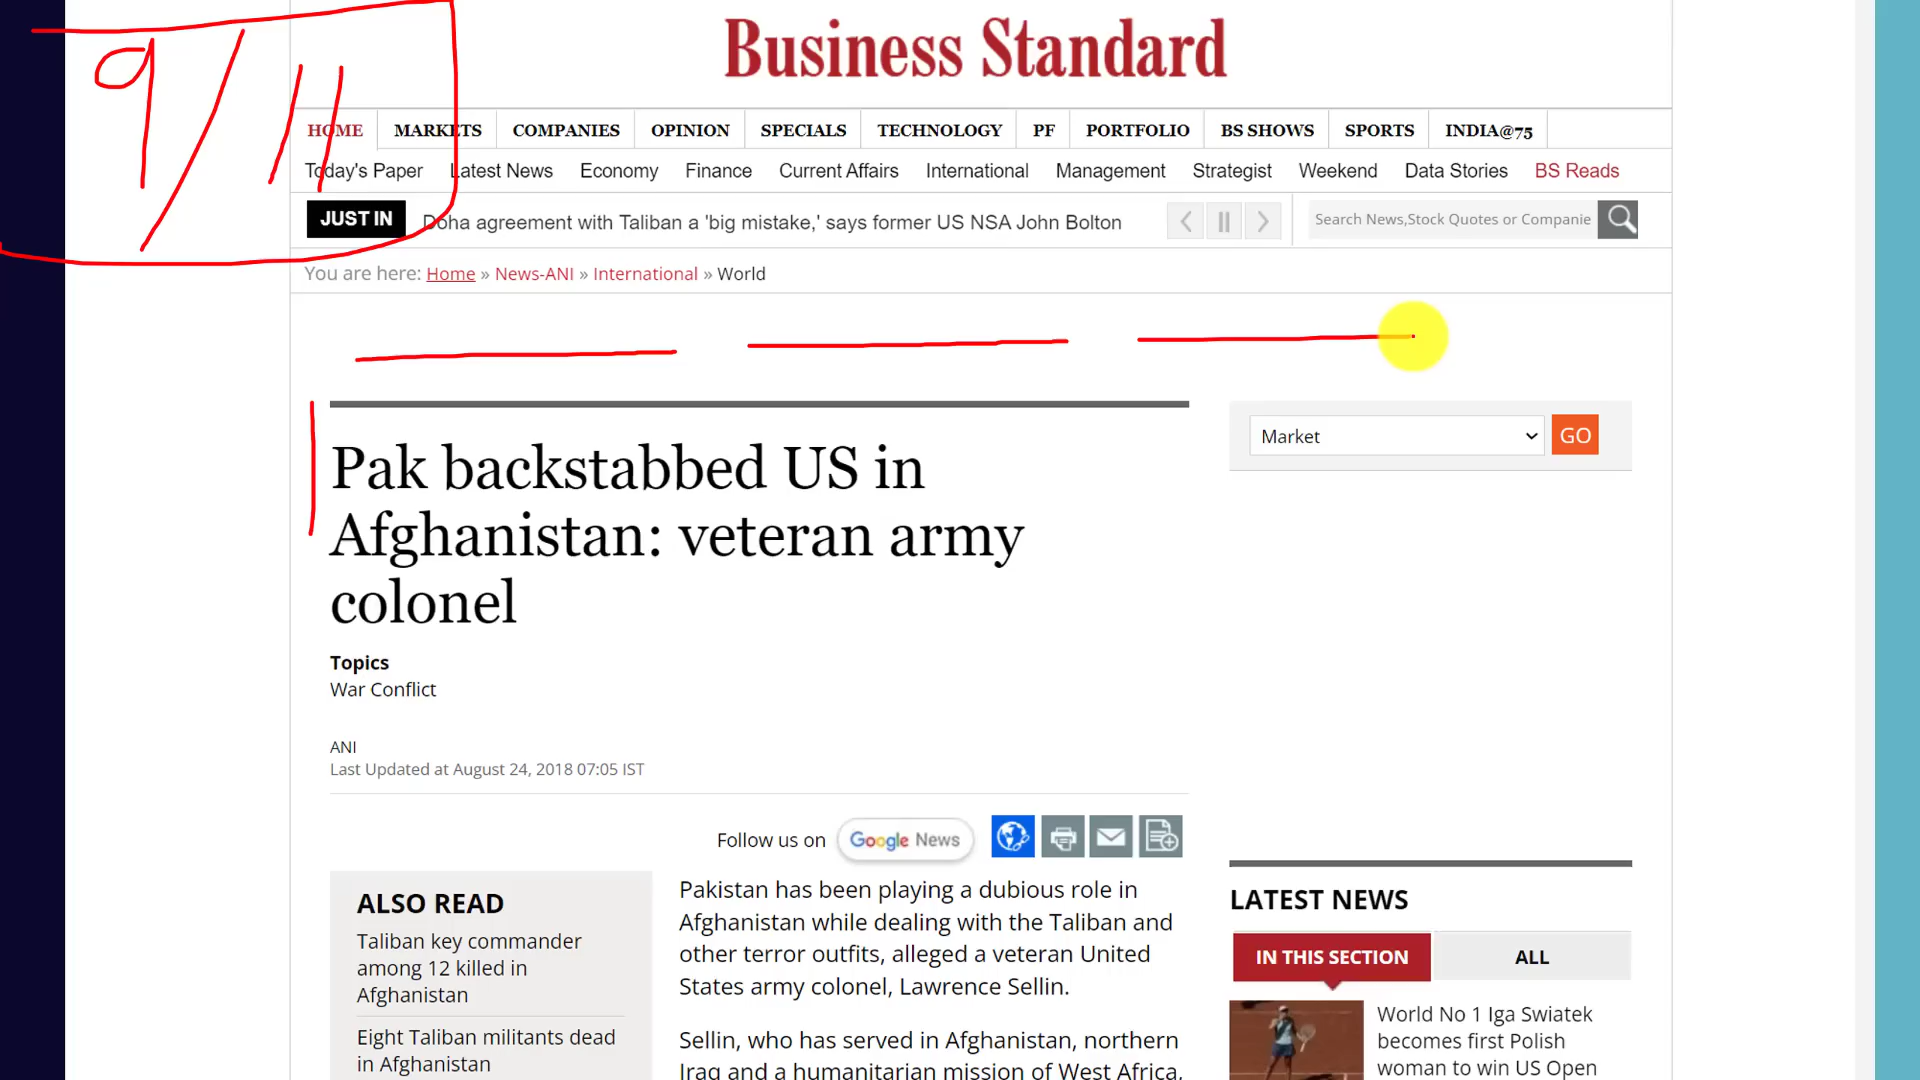 9/11
Business Standard
HOME MARKETS COMPANIES OPINION SPECIALS TECHNOLOGY PF PORTFOLIO BS SHOWS SPORTS INDIA@75
Today's Paper Latest News Economy Finance Current Affairs International Management Strategist Weekend Data Stories BS Reads
JUST IN Doha agreement with Taliban a 'big mistake,' says former US NSA John Bolton
Search News,Stock Quotes or Companie
You are here: Home » News-ANI » International » World
Pak backstabbed US in
Afghanistan: veteran army
colonel
Market GO
Topics
War Conflict
ANI
Last Updated at August 24, 2018 07:05 IST
Follow us on Google News
ALSO READ
Taliban key commander
among 12 killed in
Afghanistan
Eight Taliban militants dead
in Afghanistan
Pakistan has been playing a dubious role in
Afghanistan while dealing with the Taliban and
other terror outfits, alleged a veteran United
States army colonel, Lawrence Sellin.
Sellin, who has served in Afghanistan, northern
Iraq and a humanitarian mission of West Africa,
LATEST NEWS
IN THIS SECTION ALL
World No 1 Iga Swiatek
becomes first Polish
woman to win US Open